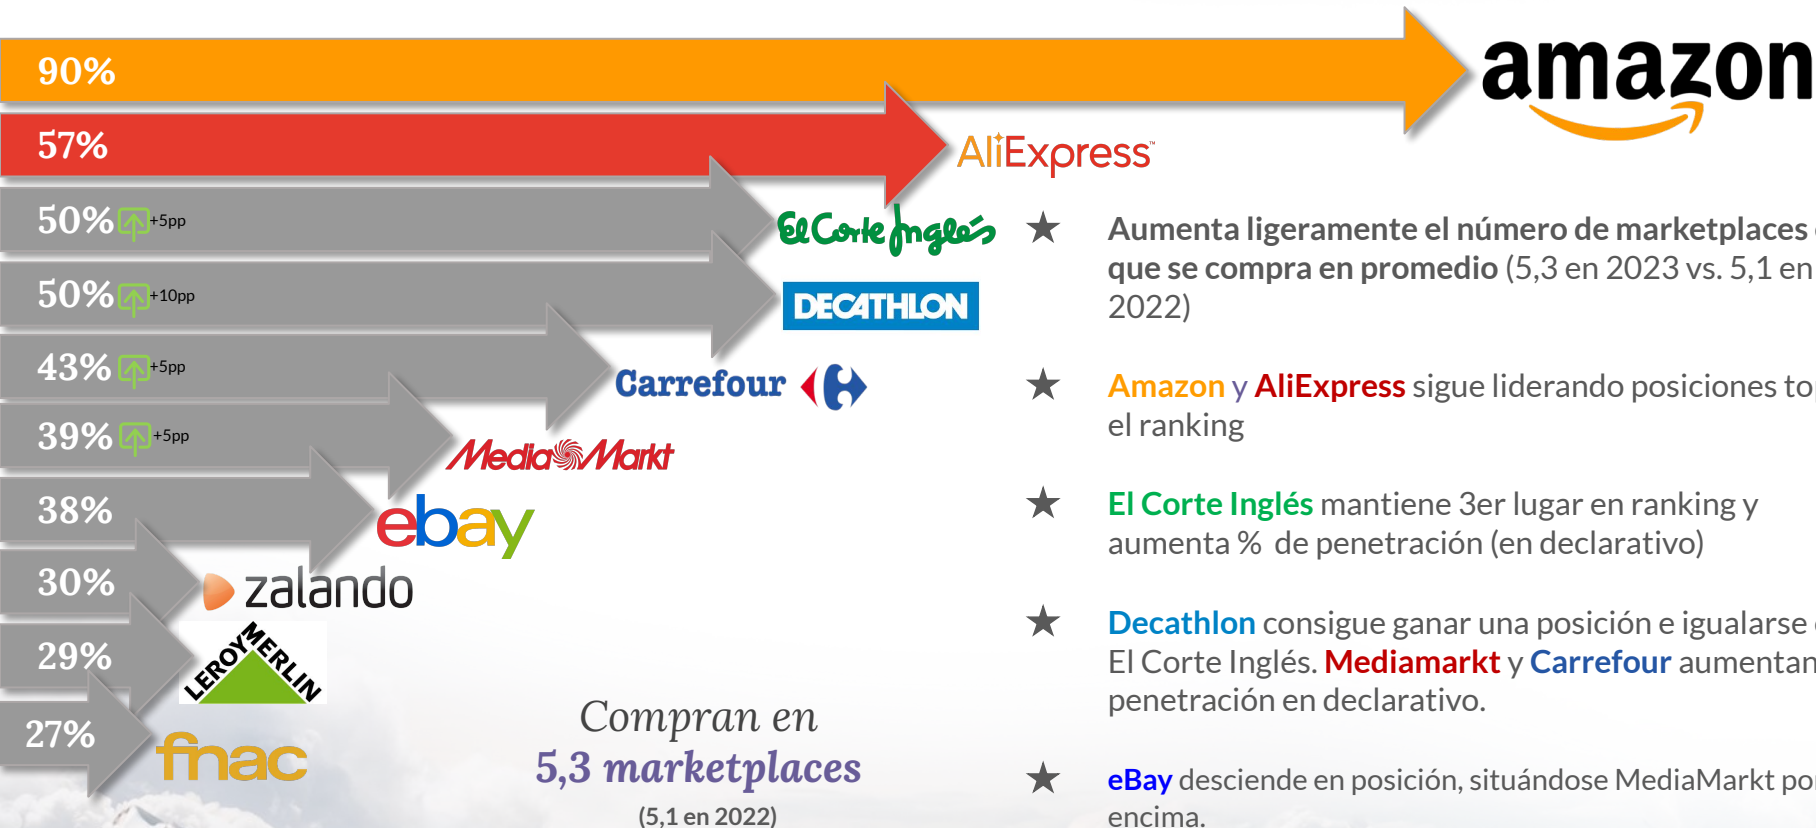 90%
amazon
57%
AliExpress™
50% +5pp
El Corte Inglés
50% +10pp
DECATHLON
43% +5pp
Carrefour
39% +5pp
MediaMarkt
38%
ebay
30%
zalando
29%
LEROY MERLIN
27%
fnac
Compran en
5,3 marketplaces
(5,1 en 2022)
Aumenta ligeramente el número de marketplaces
que se compra en promedio (5,3 en 2023 vs. 5,1 en
2022)
Amazon y AliExpress sigue liderando posiciones
el ranking
El Corte Inglés mantiene 3er lugar en ranking y
aumenta % de penetración (en declarativo)
Decathlon consigue ganar una posición e igualarse
El Corte Inglés. Mediamarkt y Carrefour aumentan
penetración en declarativo.
eBay desciende en posición, situándose MediaMarkt por
encima.